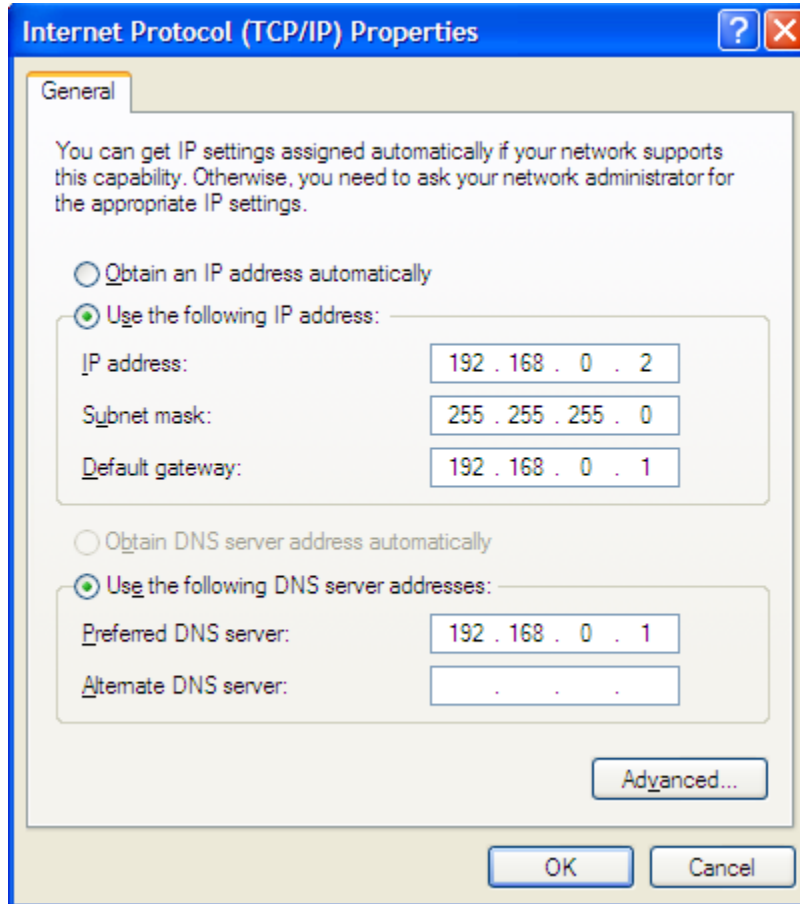 Internet Protocol (TCP/IP) Properties
?
General
You can get IP settings assigned automatically if your network supports
this capability. Otherwise, you need to ask your network administrator for
the appropriate IP settings.
Obtain an IP address automatically
Use the following IP address:
IP address: 192 . 168 . 0 . 2
Subnet mask: 255 . 255 . 255 . 0
Default gateway: 192 . 168 . 0 . 1
Obtain DNS server address automatically
Use the following DNS server addresses:
Preferred DNS server: 192 . 168 . 0 . 1
Alternate DNS server: . . .
Advanced...
OK Cancel